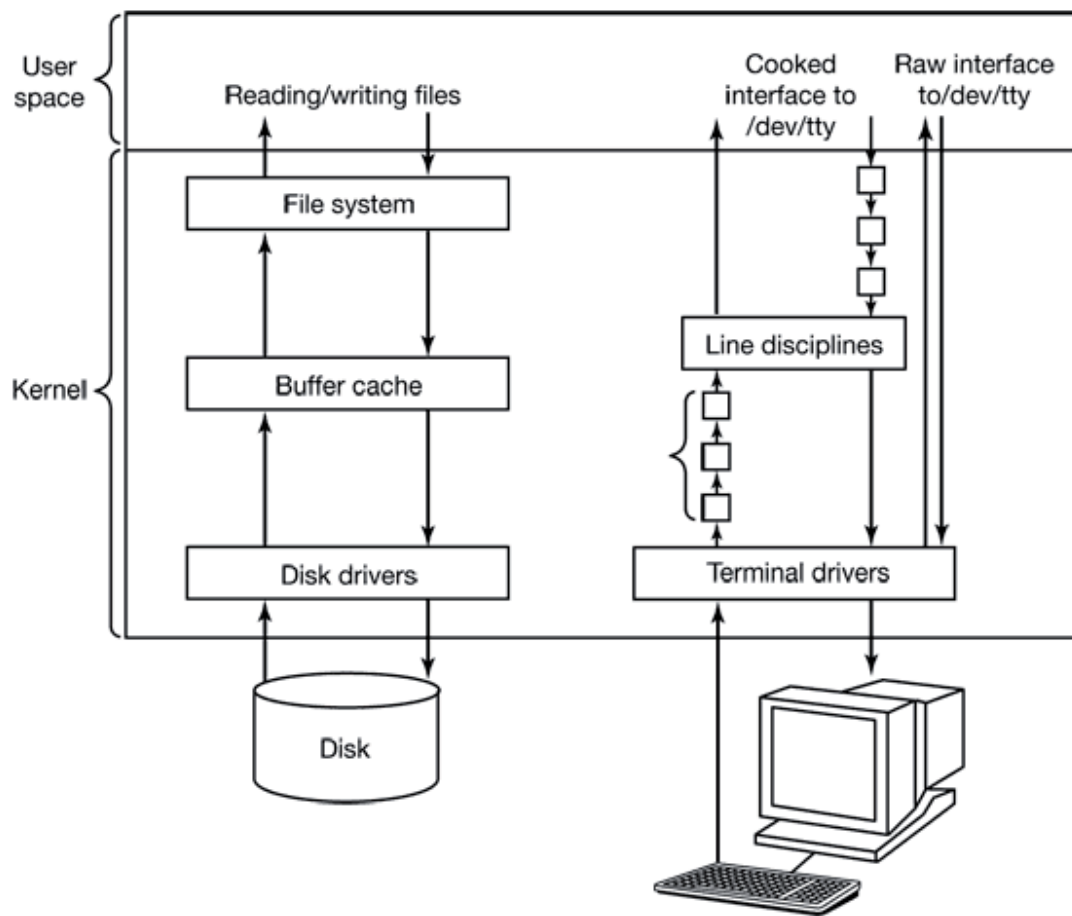 User
space
Reading/writing files
Cooked
interface to
/dev/tty
Raw interface
to/dev/tty
File system
Line disciplines
Kernel
Buffer cache
Disk drivers
Terminal drivers
Disk